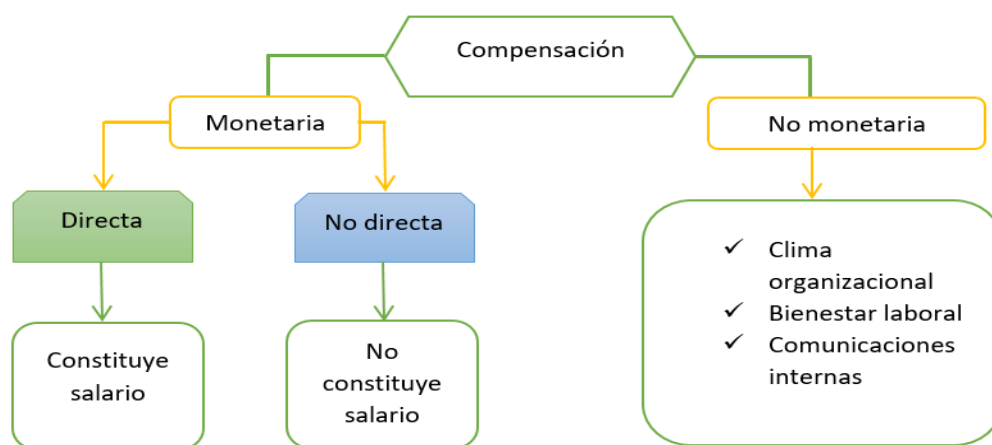 Compensación
Monetaria
No monetaria
Directa
No directa
Constituye
salario
No
constituye
salario
✓ Clima
organizacional
✓ Bienestar laboral
✓ Comunicaciones
internas